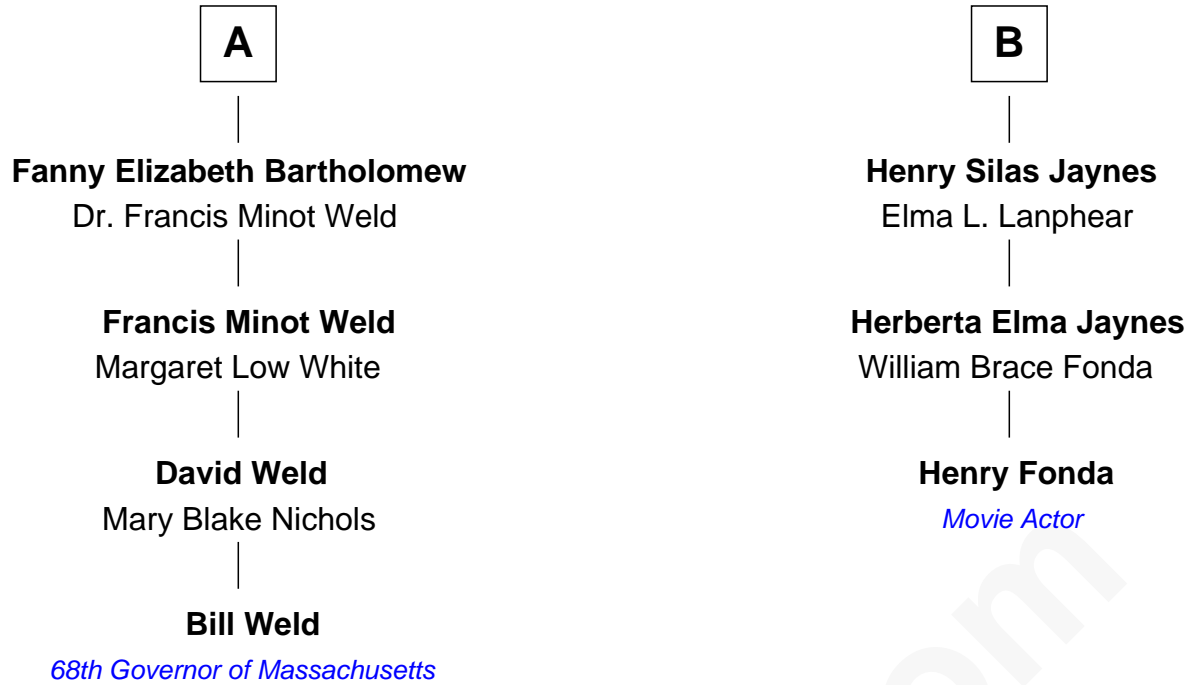 A
Fanny Elizabeth Bartholomew
Dr. Francis Minot Weld
Francis Minot Weld
Margaret Low White
David Weld
Mary Blake Nichols
Bill Weld
68th Governor of Massachusetts
B
Henry Silas Jaynes
Elma L. Lanphear
Herberta Elma Jaynes
William Brace Fonda
Henry Fonda
Movie Actor
om